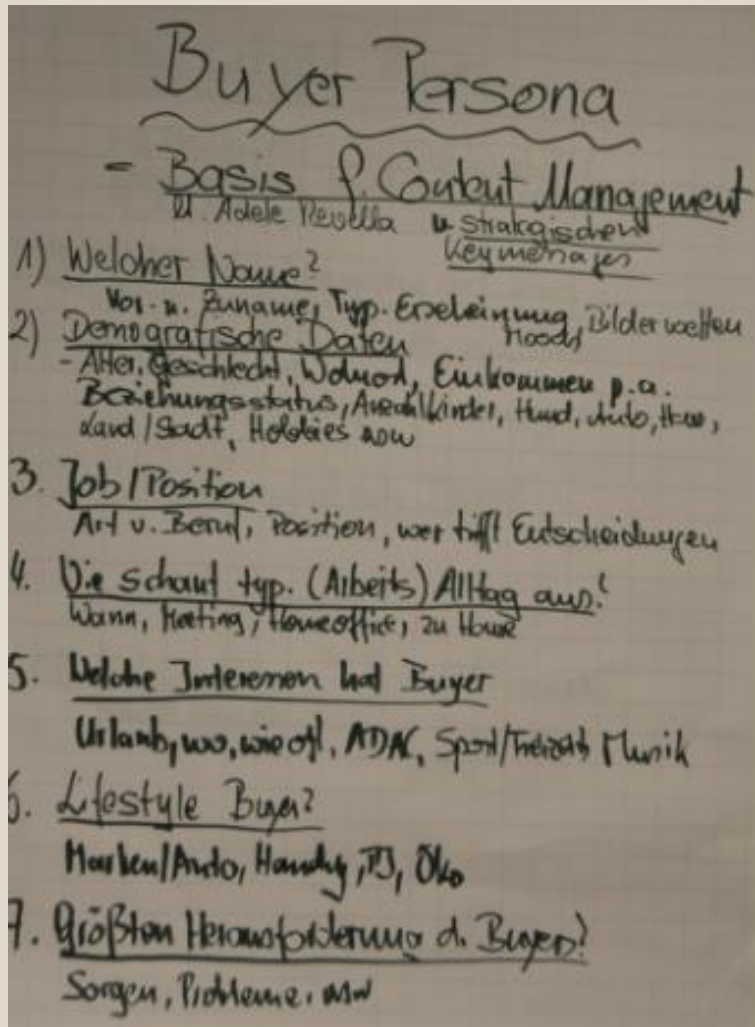 Buyer Persona
- Basis f. Content Management
n. Adele Revella u. strategischen
Keymessages
1) Welcher Name?
Vor- u. Zuname, Typ. Erscheinung, Bilderwelten
Moods
2) Demografische Daten
- Alter, Geschlecht, Wohnort, Einkommen p.a.
Beziehungsstatus, Anzahl Kinder, Hund, Auto, Haus,
Land/Stadt, Hobbies usw
3. Job/Position
Art v. Beruf, Position, wer trifft Entscheidungen
4. Wie schaut typ. (Arbeits) Alltag aus?
Wann, Meeting, Homeoffice, zu Hause
5. Welche Interessen hat Buyer
Urlaub, wo, wie oft, ADAC, Sport/Freizeit Musik
6. Lifestyle Buyer?
Marken/Auto, Handy, Öko
7. Größten Herausforderung d. Buyers?
Sorgen, Probleme, usw